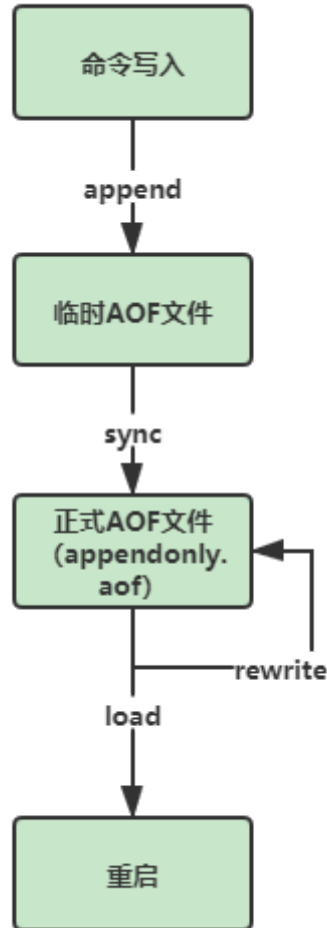 命令写入
append
临时AOF文件
sync
正式AOF文件
(appendonly.
aof)
rewrite
load
重启